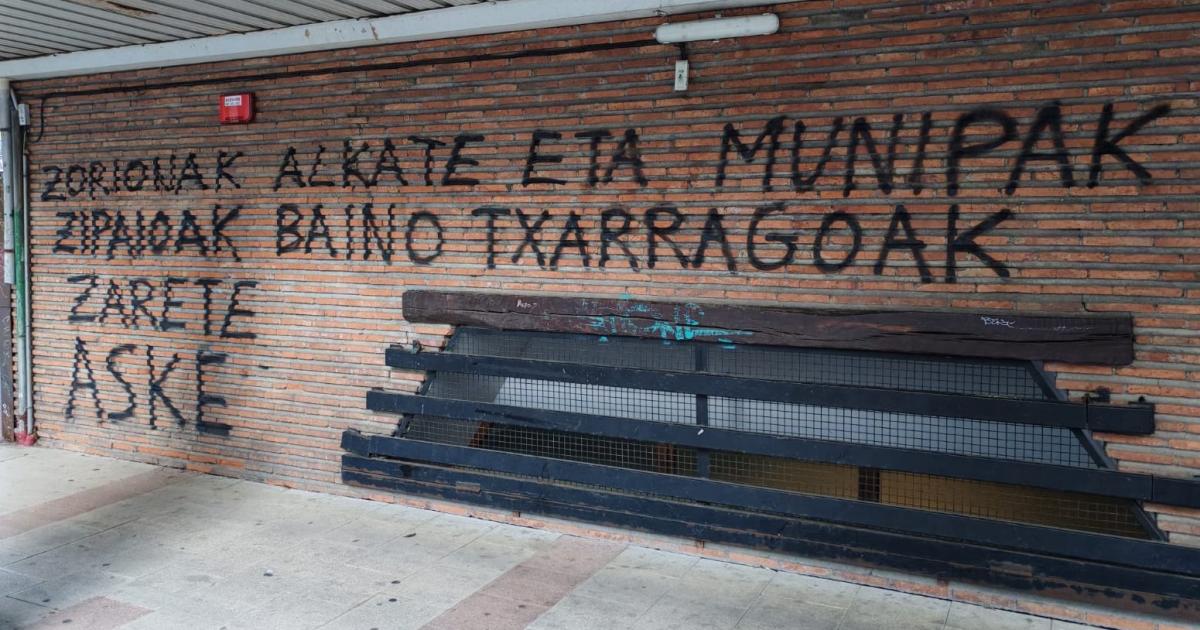 ZORIONAK ALKATE ETA MUNIPAK
ZIPAIOAK BAINO TXARRAGOAK
ZARETE
ASKE